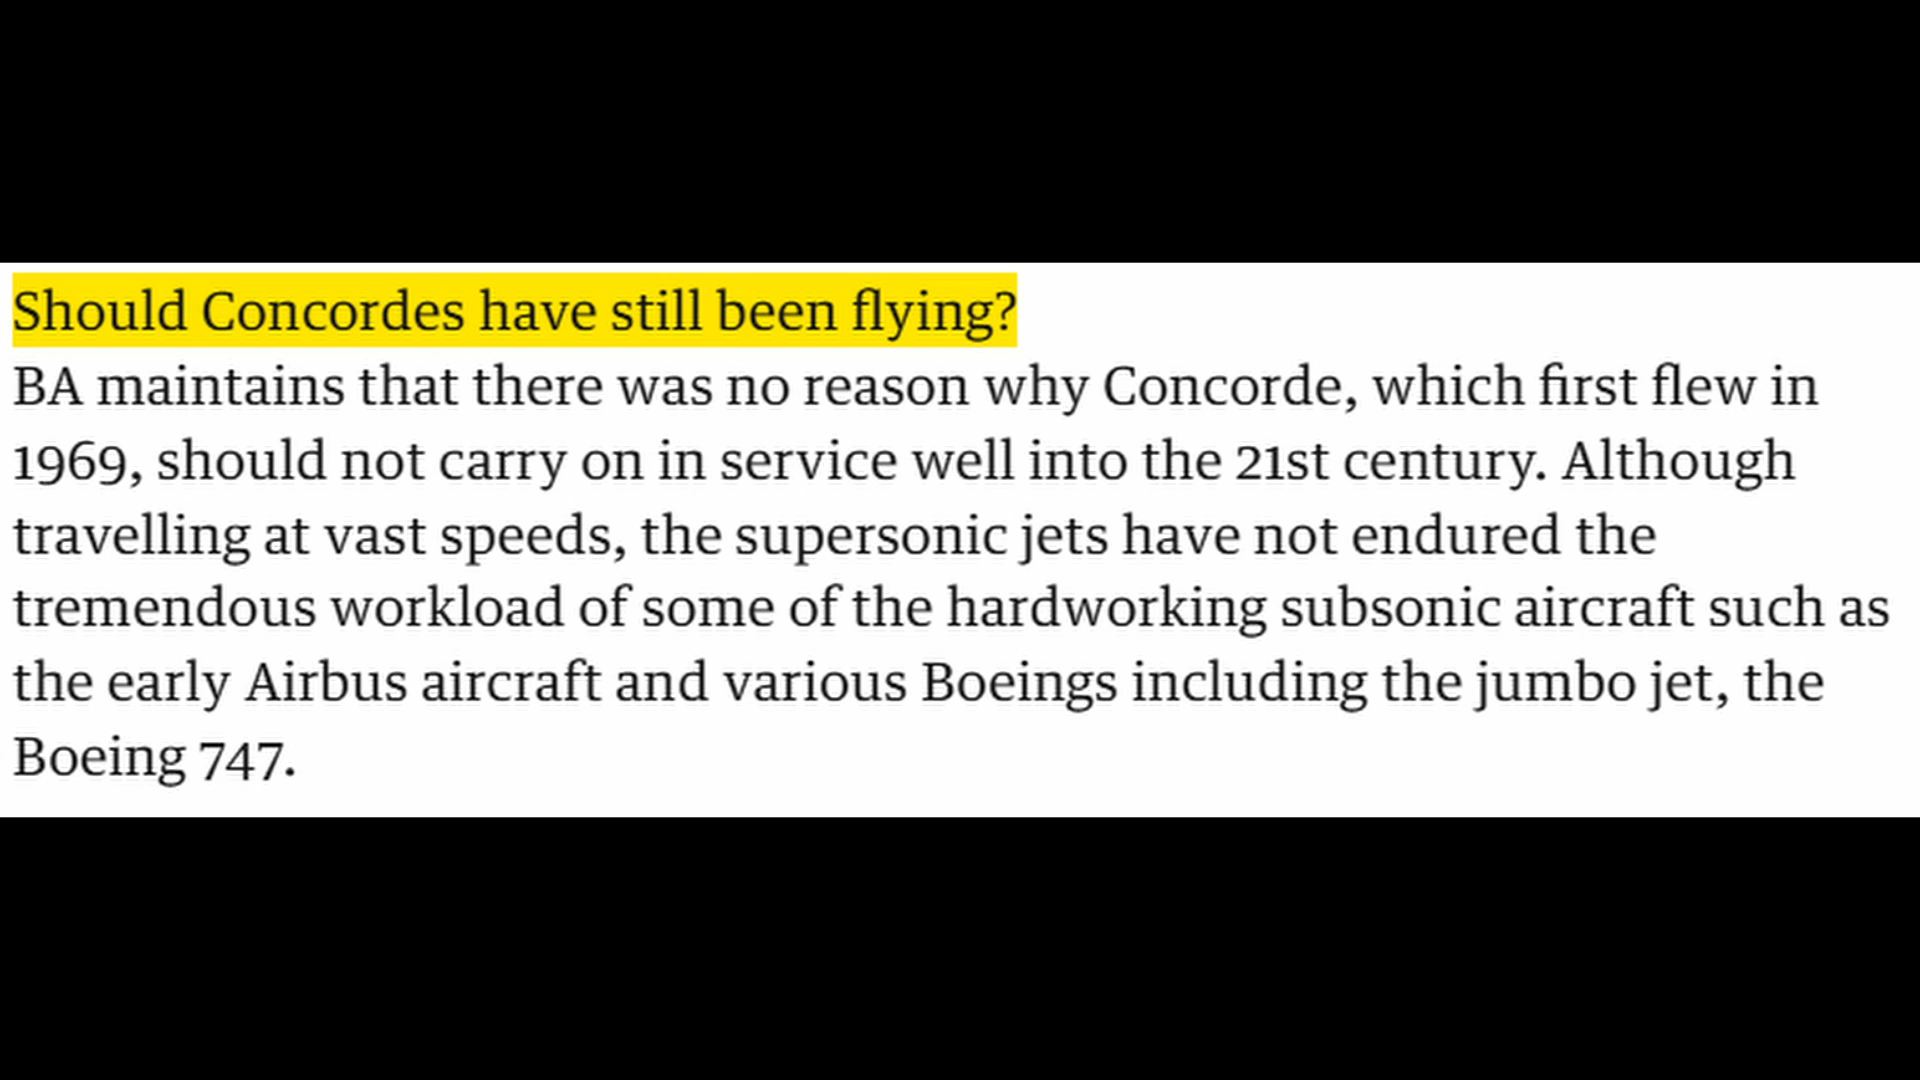 Should Concordes have still been flying?
BA maintains that there was no reason why Concorde, which first flew in
1969, should not carry on in service well into the 21st century. Although
travelling at vast speeds, the supersonic jets have not endured the
tremendous workload of some of the hardworking subsonic aircraft such as
the early Airbus aircraft and various Boeings including the jumbo jet, the
Boeing 747.